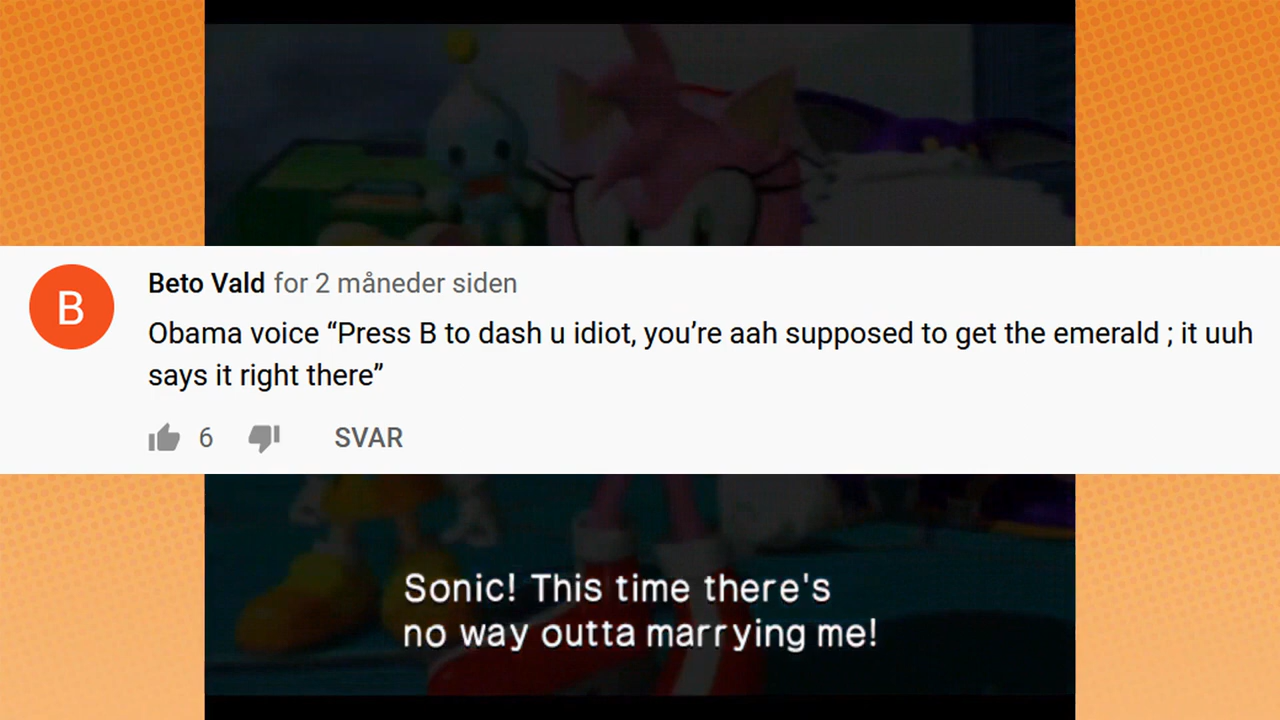 B
Beto Vald for 2 måneder siden
Obama voice “Press B to dash u idiot, you’re aah supposed to get the emerald ; it uuh
says it right there”
6
SVAR
Sonic! This time there's
no way outta marrying me!